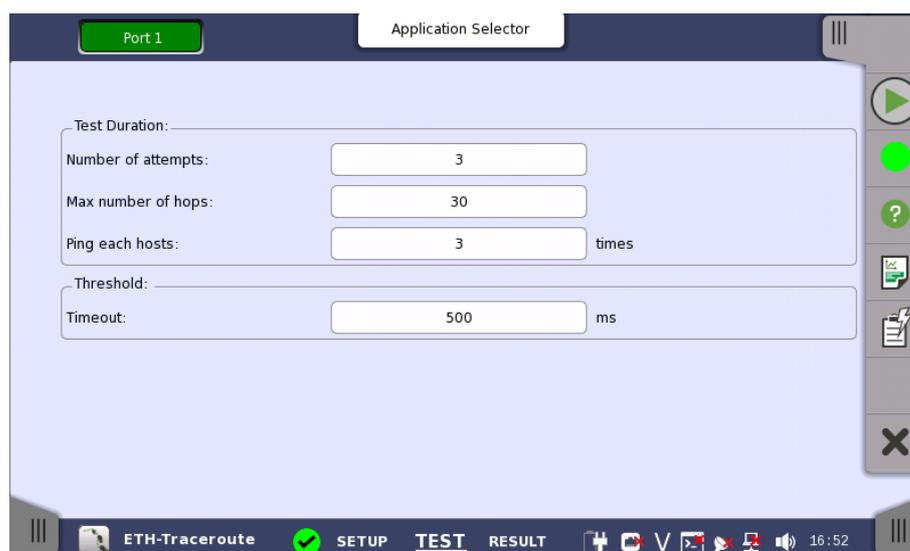 Port 1
Application Selector
Test Duration:
Number of attempts: 3
Max number of hops: 30
Ping each hosts: 3 times
Threshold:
Timeout: 500 ms
?
ETH-Traceroute SETUP TEST RESULT V 16:52